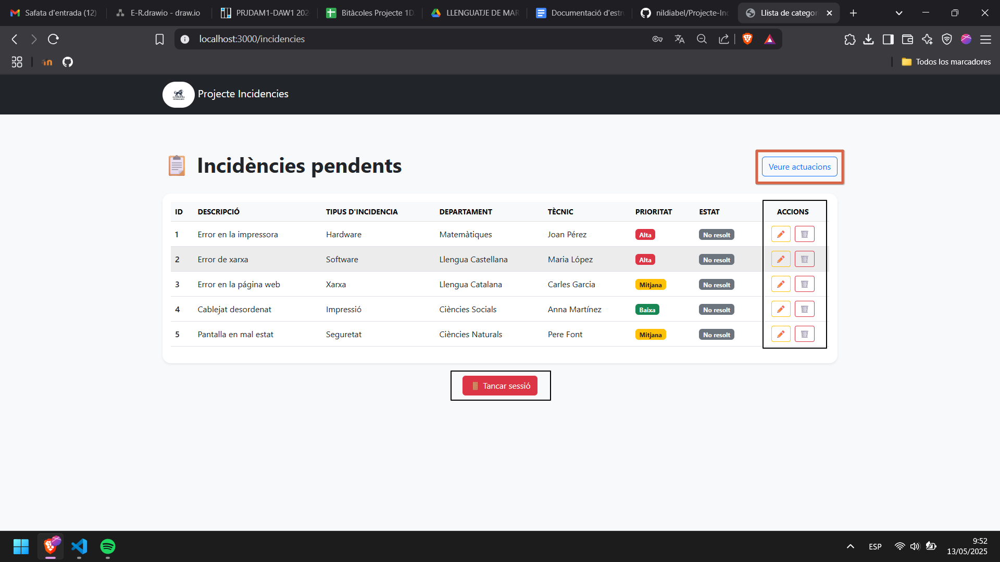 Safata d'entrada (12)
E-R.drawio - draw.io
PRJDAM1-DAW1 202
Bitàcoles Projecte 1D
LLENGUATJE DE MAR
Documentació d'estr
nildiabel/Projecte-Inc
Llista de categor
localhost:3000/incidencies
Todos los marcadores
Projecte Incidencies
Incidències pendents
Veure actuacions
ID DESCRIPCIÓ TIPUS D'INCIDENCIA DEPARTAMENT TÈCNIC PRIORITAT ESTAT ACCIONS
1 Error en la impressora Hardware Matemàtiques Joan Pérez Alta No resolt
2 Error de xarxa Software Llengua Castellana Maria López Alta No resolt
3 Error en la página web Xarxa Llengua Catalana Carles Garcia Mitjana No resolt
4 Cablejat desordenat Impressió Ciències Socials Anna Martínez Baixa No resolt
5 Pantalla en mal estat Seguretat Ciències Naturals Pere Font Mitjana No resolt
Tancar sessió
ESP
9:52
13/05/2025